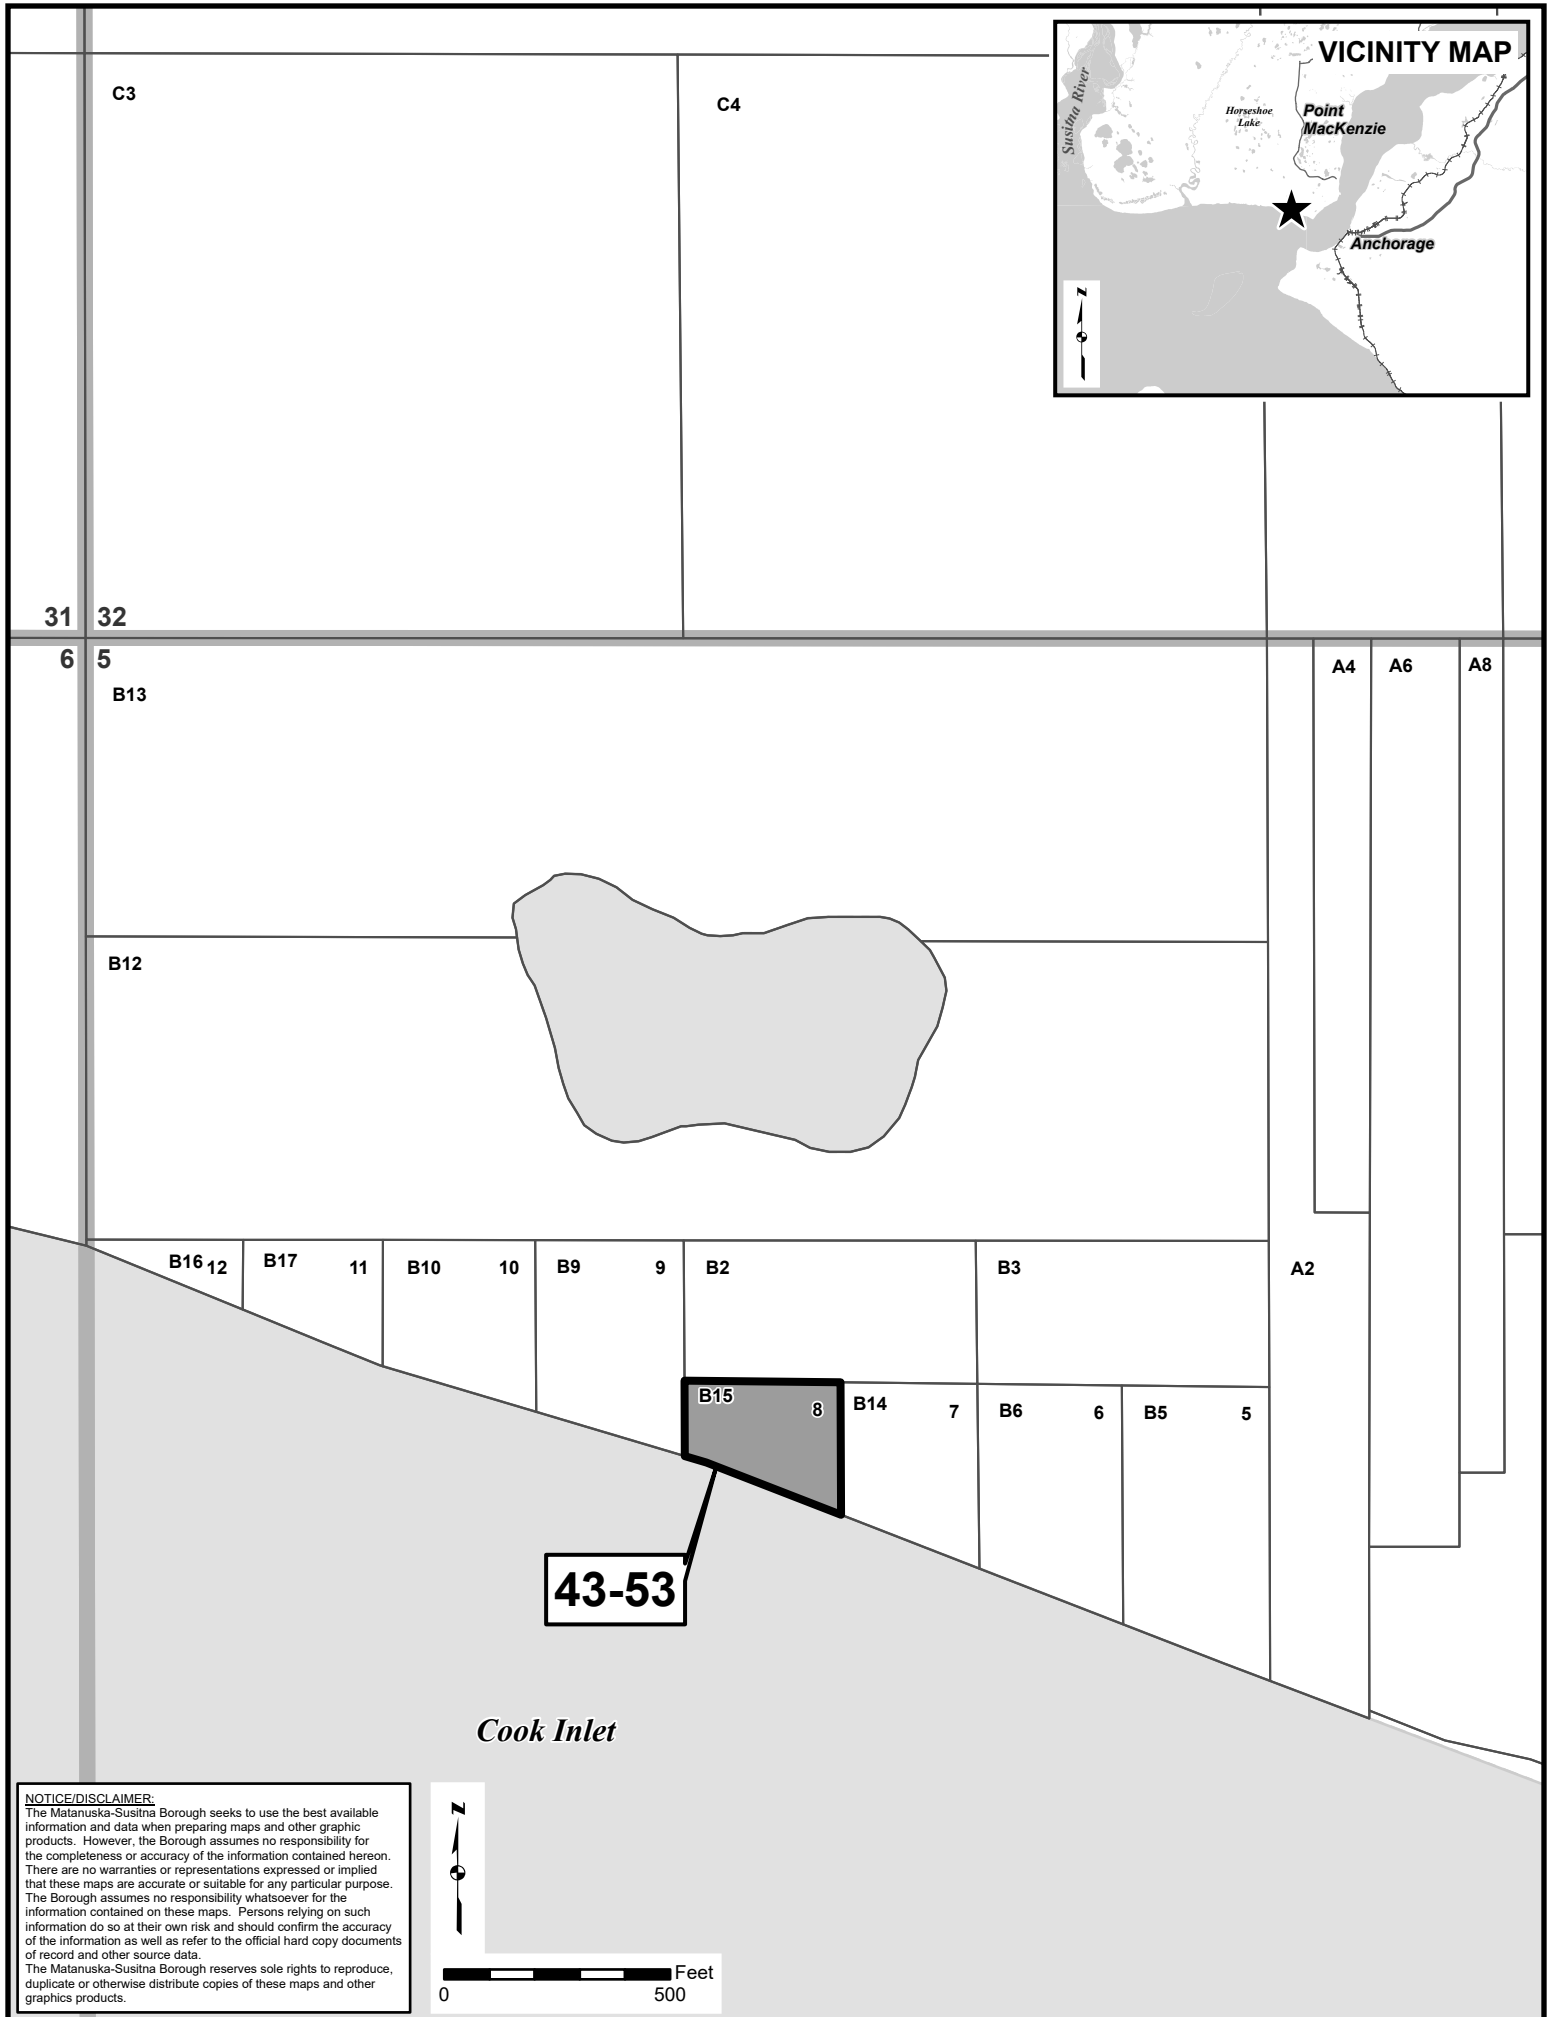 VICINITY MAP
Susitna River
Horseshoe
Lake
Point
MacKenzie
Anchorage
N
C3
C4
31 32
6 5
B13
A4
A6
A8
B12
B16 12
B17 11
B10 10
B9 9
B2
B3
A2
B15 8
B14 7
B6 6
B5 5
43-53
Cook Inlet
NOTICE/DISCLAIMER:
The Matanuska-Susitna Borough seeks to use the best available
information and data when preparing maps and other graphic
products. However, the Borough assumes no responsibility for
the completeness or accuracy of the information contained hereon.
There are no warranties or representations expressed or implied
that these maps are accurate or suitable for any particular purpose.
The Borough assumes no responsibility whatsoever for the
information contained on these maps. Persons relying on such
information do so at their own risk and should confirm the accuracy
of the information as well as refer to the official hard copy documents
of record and other source data.
The Matanuska-Susitna Borough reserves sole rights to reproduce,
duplicate or otherwise distribute copies of these maps and other
graphics products.
N
Feet
0 500